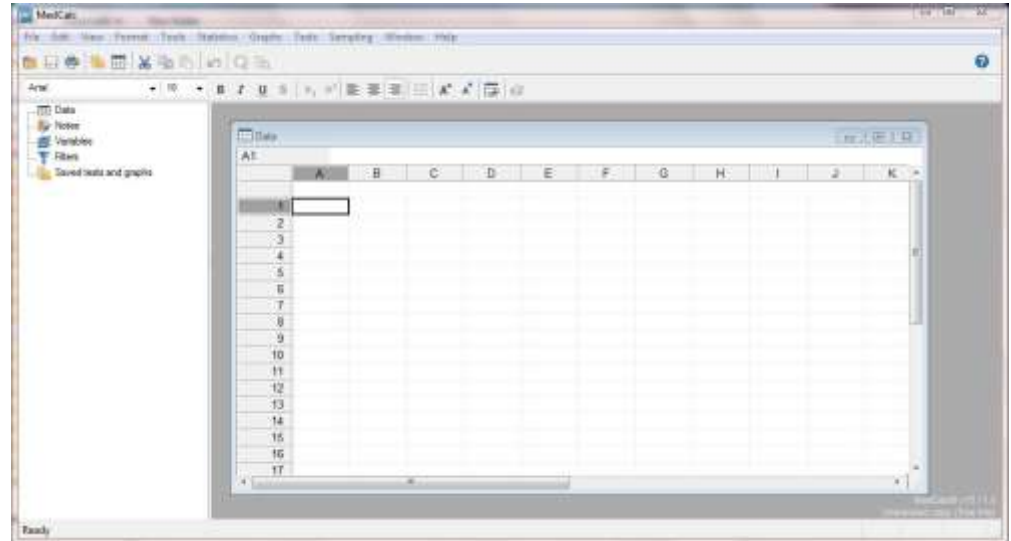 MedCalc
File Edit View Format Tools Statistics Graphs Tests Sampling Window Help
Arial 10 B I U S
Data
Notes
Variables
Filters
Saved tests and graphs
Data
A1
A B C D E F G H I J K
1
2
3
4
5
6
7
8
9
10
11
12
13
14
15
16
17
Ready